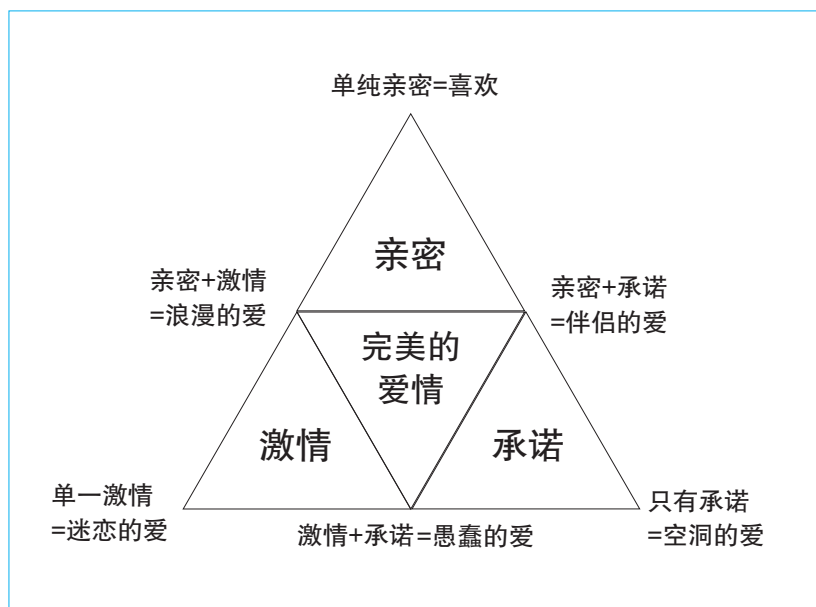 单纯亲密=喜欢
亲密
亲密+激情
=浪漫的爱
亲密+承诺
=伴侣的爱
完美的
爱情
激情
承诺
单一激情
=迷恋的爱
激情+承诺=愚蠢的爱
只有承诺
=空洞的爱